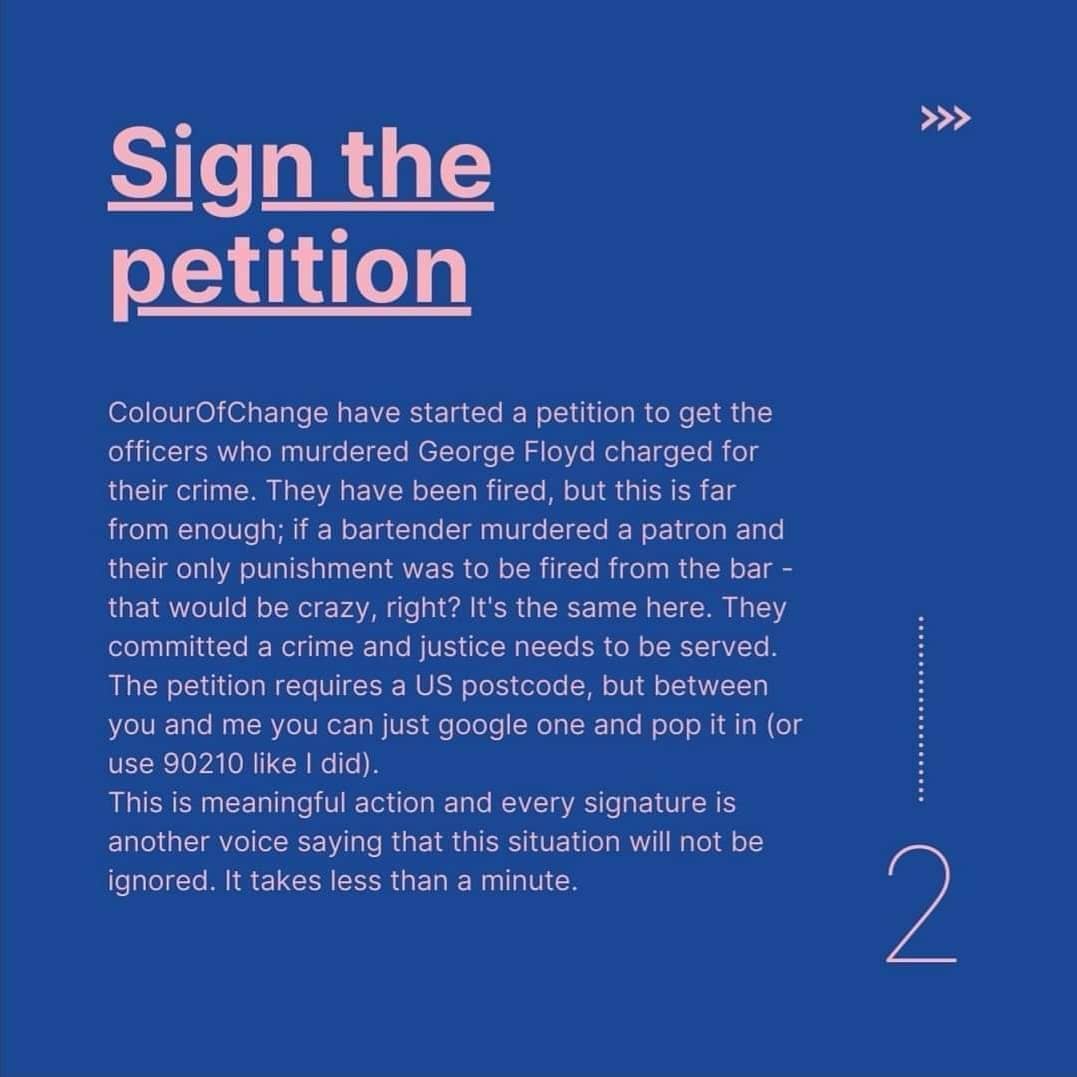 >>>
Sign the
petition
ColourOfChange have started a petition to get the
officers who murdered George Floyd charged for
their crime. They have been fired, but this is far
from enough; if a bartender murdered a patron and
their only punishment was to be fired from the bar -
that would be crazy, right? It's the same here. They
committed a crime and justice needs to be served.
The petition requires a US postcode, but between
you and me you can just google one and pop it in (or
use 90210 like I did).
This is meaningful action and every signature is
another voice saying that this situation will not be
ignored. It takes less than a minute.
2